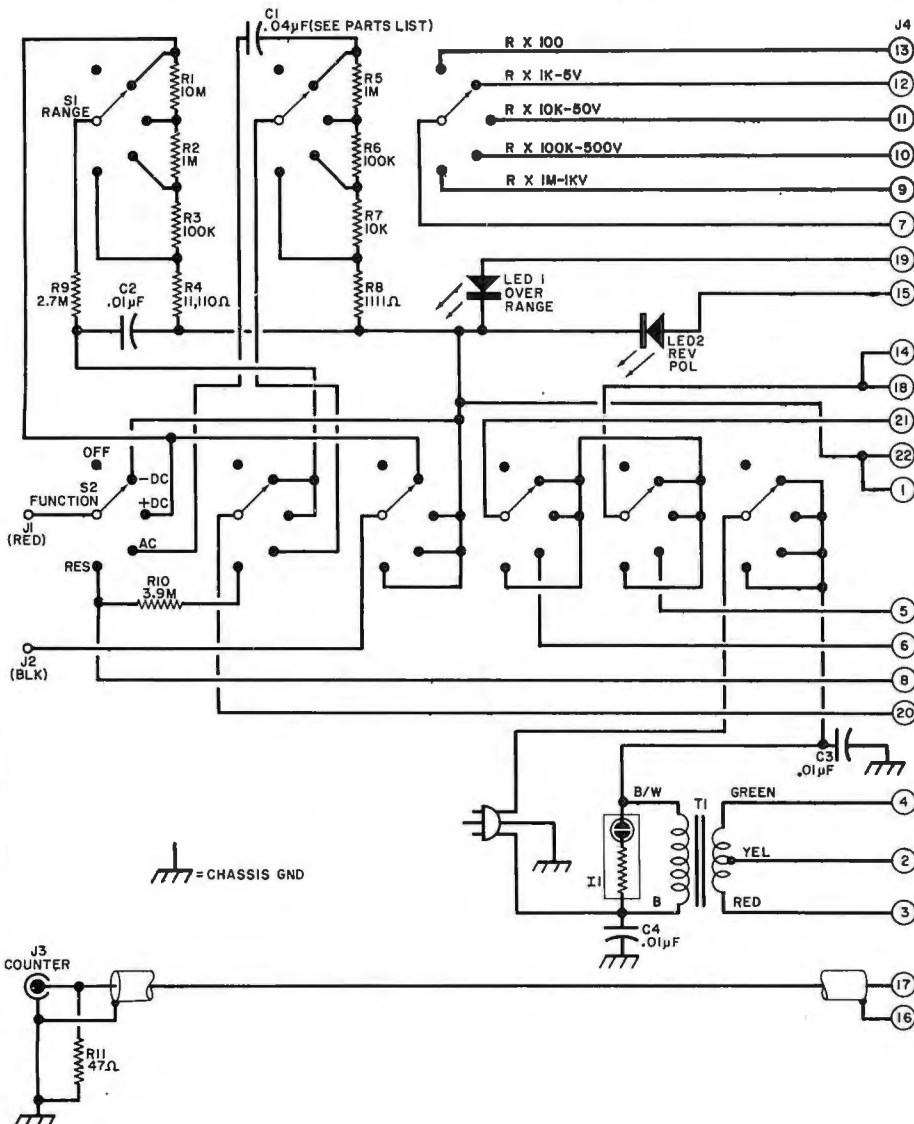 C1
.04µF(SEE PARTS LIST)
J4
R X 100
13
R1
10M
R5
1M
R X 1K-5V
12
S1
RANGE
R X 10K-50V
11
R2
1M
R6
100K
R X 100K-500V
10
R X 1M-1KV
9
R3
100K
R7
10K
7
19
R9
2.7M
C2
.01µF
R4
11,110Ω
R8
1111Ω
LED 1
OVER
RANGE
15
LED2
REV
POL
14
18
21
OFF
22
S2
FUNCTION
-DC
+DC
1
J1
(RED)
AC
RES
R10
3.9M
5
6
J2
(BLK)
8
20
C3
.01µF
B/W
T1
GREEN
4
YEL
2
= CHASSIS GND
I1
B
RED
3
C4
.01µF
J3
COUNTER
17
16
R11
47Ω